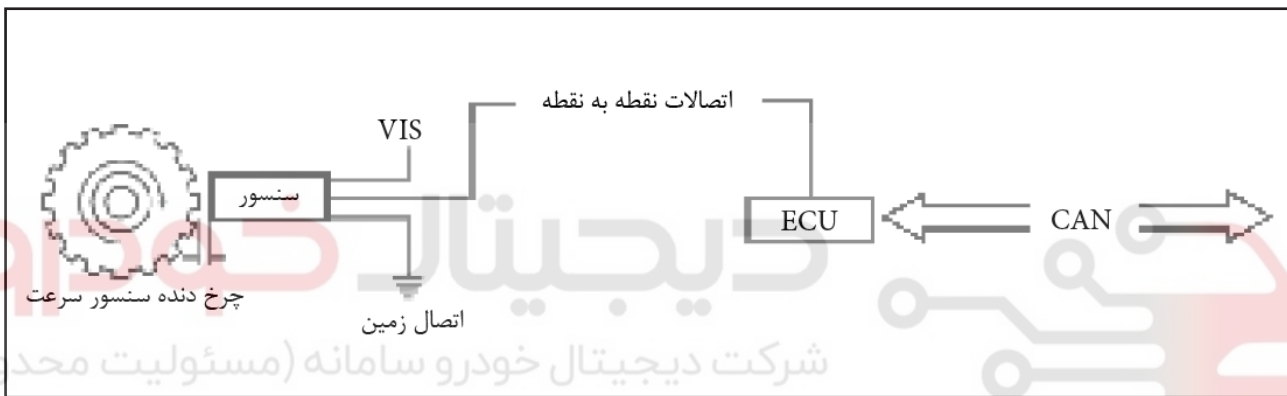 اتصالات نقطه به نقطه
VIS
سنسور
ECU
CAN
چرخ دنده سنسور سرعت
اتصال زمین
دیجیتال خودرو
شرکت دیجیتال خودرو سامانه (مسئولیت محدو